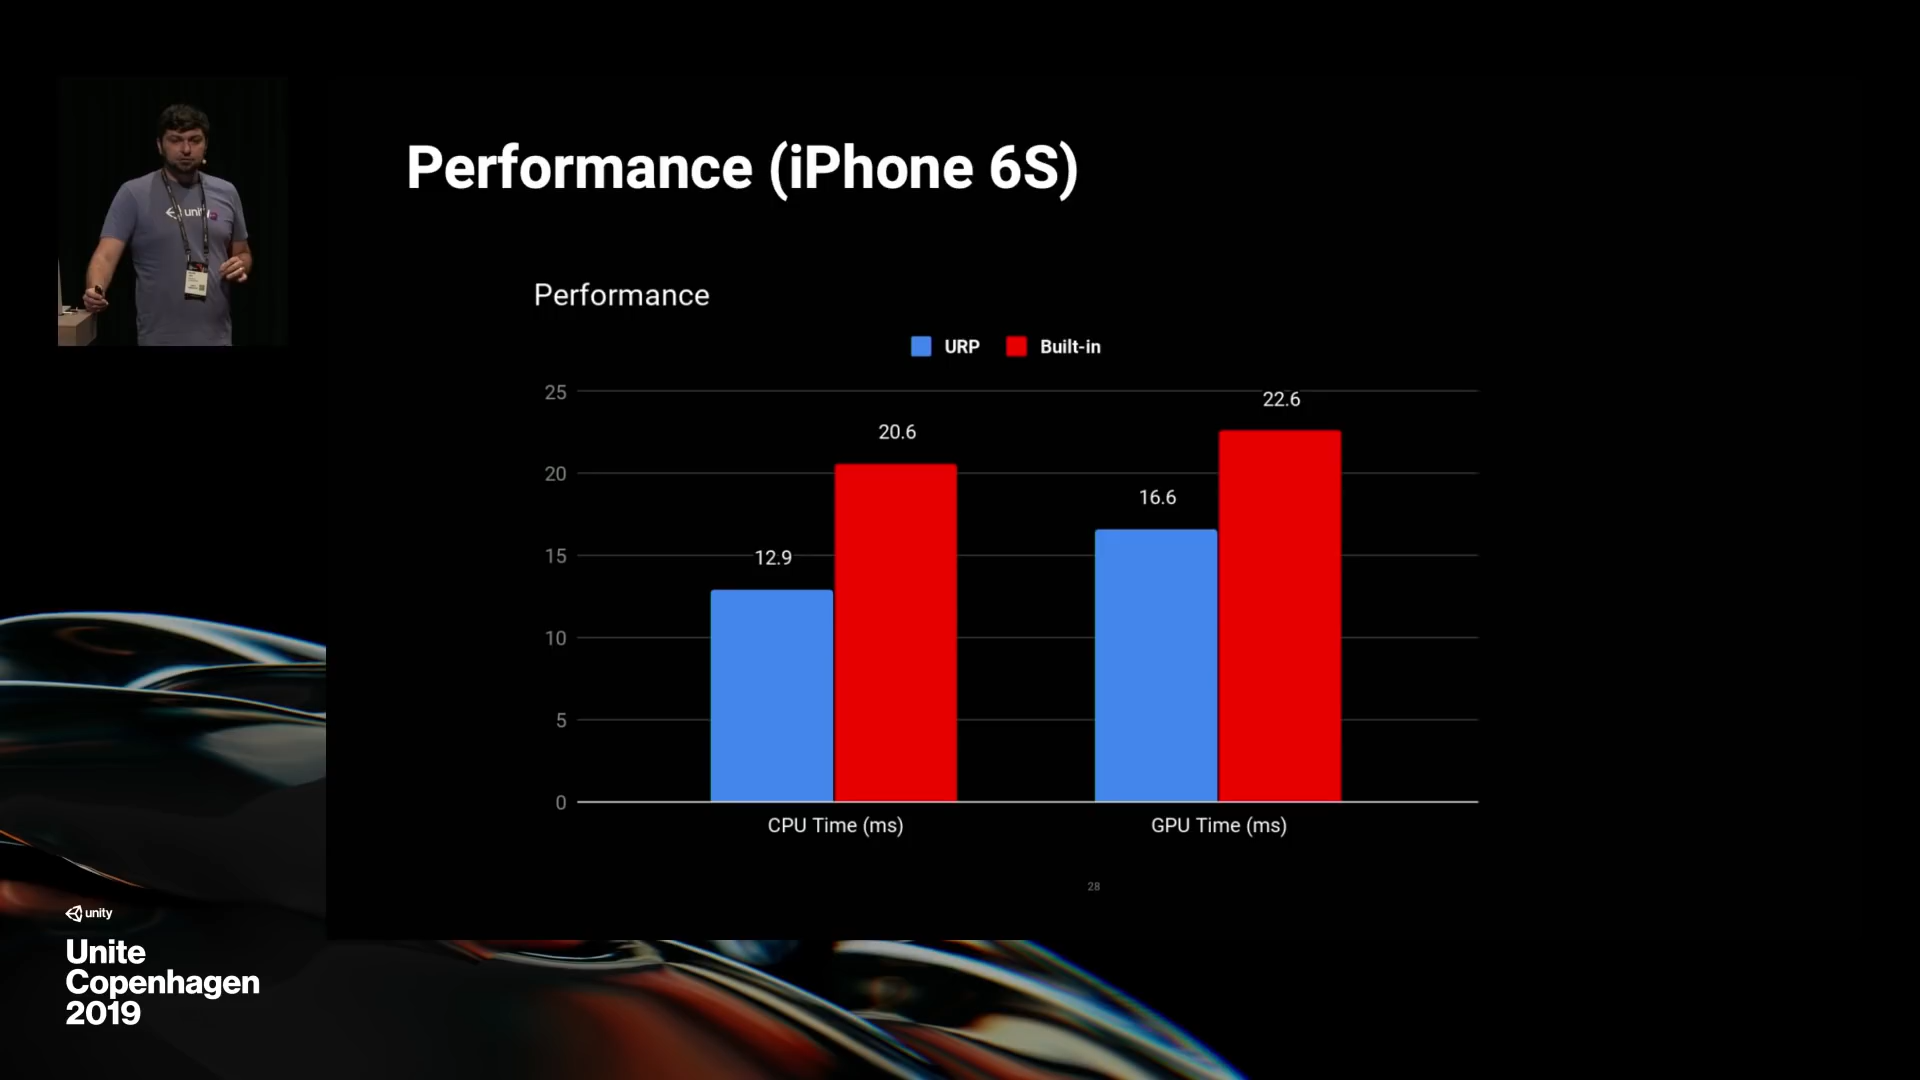 Performance (iPhone 6S)
Performance
URP
Built-in
25
20
15
10
5
0
12.9
20.6
16.6
22.6
CPU Time (ms)
GPU Time (ms)
28
unity
unity
Unite
Copenhagen
2019